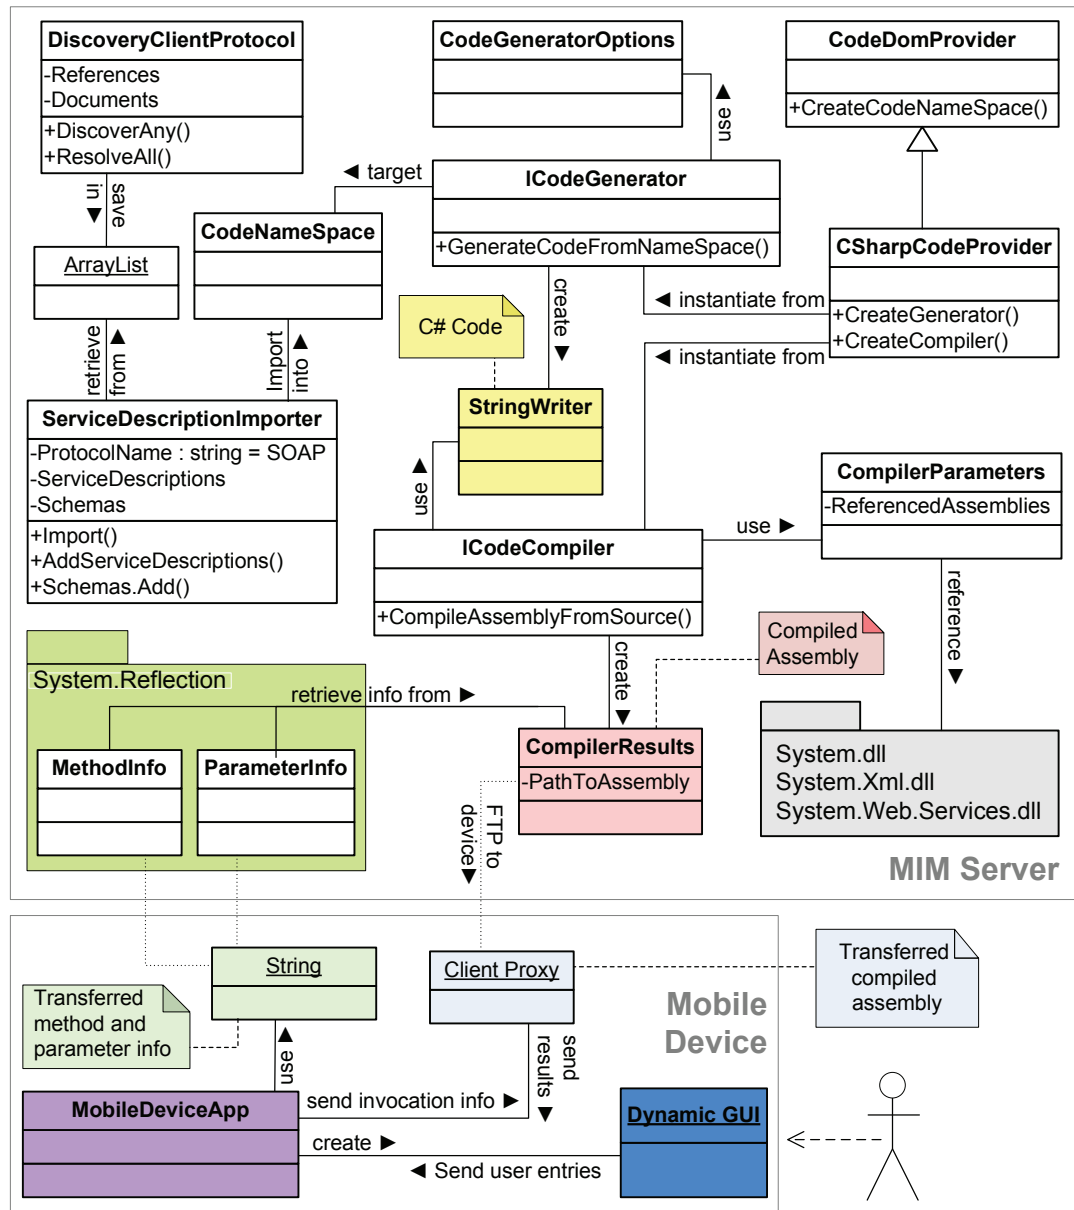 DiscoveryClientProtocol
-References
-Documents
+DiscoverAny()
+ResolveAll()
CodeGeneratorOptions
CodeDomProvider
+CreateCodeNameSpace()
use ▲
◄ target
save
in ▼
ICodeGenerator
+GenerateCodeFromNameSpace()
CodeNameSpace
ArrayList
CSharpCodeProvider
+CreateGenerator()
+CreateCompiler()
◄ instantiate from
◄ instantiate from
create ▼
C# Code
retrieve
from ▲
Import
into ▲
StringWriter
ServiceDescriptionImporter
-ProtocolName : string = SOAP
-ServiceDescriptions
-Schemas
+Import()
+AddServiceDescriptions()
+Schemas.Add()
use ▲
CompilerParameters
-ReferencedAssemblies
use ►
ICodeCompiler
+CompileAssemblyFromSource()
reference ▼
Compiled
Assembly
create ▼
System.Reflection
retrieve info from ►
MethodInfo
ParameterInfo
CompilerResults
-PathToAssembly
System.dll
System.Xml.dll
System.Web.Services.dll
FTP to
device ▼
MIM Server
String
Client Proxy
Transferred
compiled
assembly
Transferred
method and
parameter info
Mobile
Device
use ▲
send
results ▼
MobileDeviceApp
send invocation info ►
Dynamic GUI
create ►
◄ Send user entries